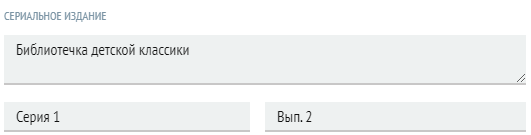 СЕРИАЛЬНОЕ ИЗДАНИЕ
Библиотечка детской классики
Серия 1 Вып. 2